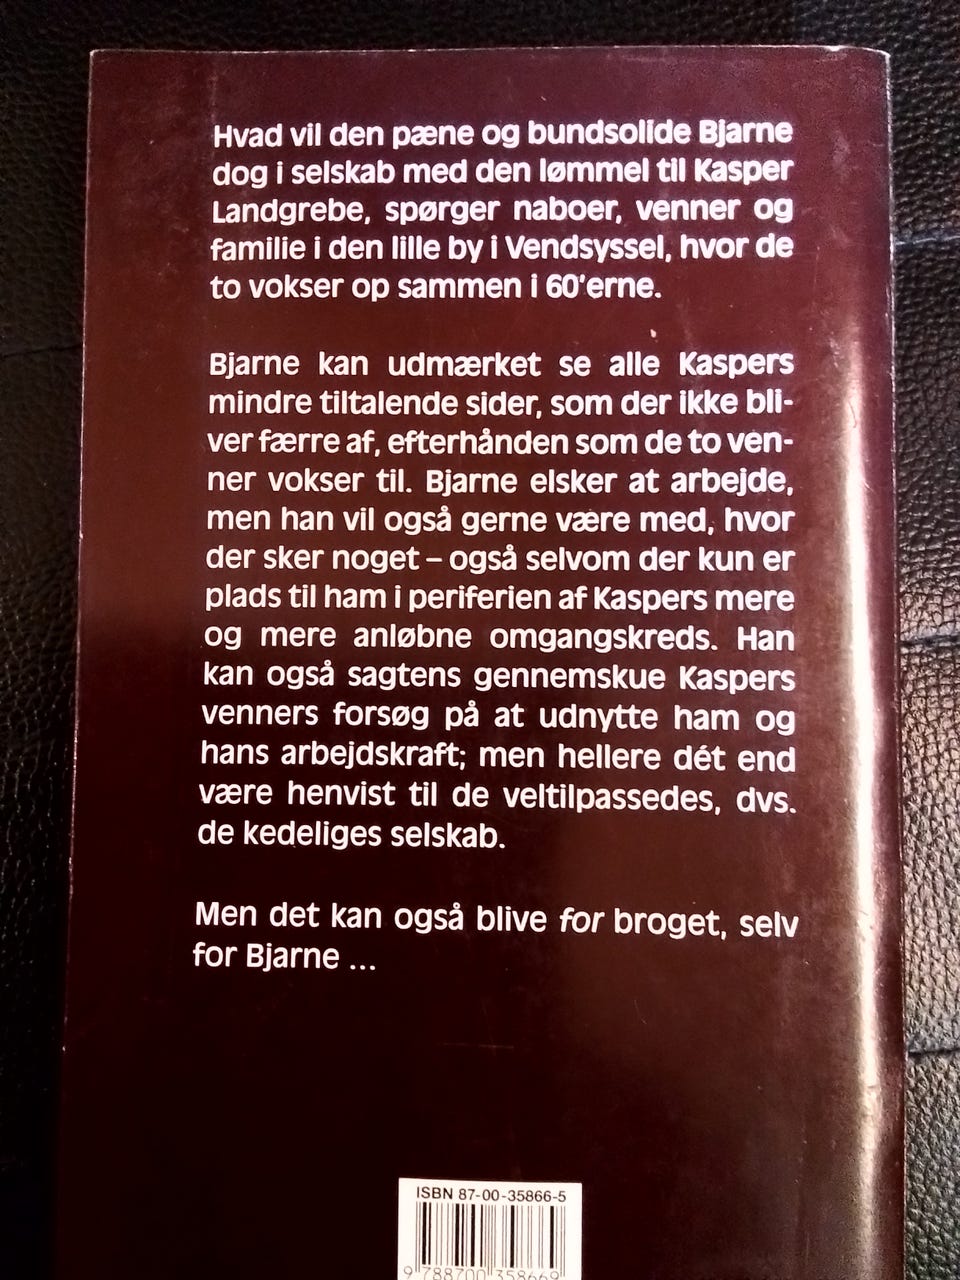 Hvad vil den pæne og bundsolide Bjarne
dog i selskab med den lømmel til Kasper
Landgrebe, spørger naboer, venner og
familie i den lille by i Vendsyssel, hvor de
to vokser op sammen i 60'erne.
Bjarne kan udmærket se alle Kaspers
mindre tiltalende sider, som der ikke bli-
ver færre af, efterhånden som de to ven-
ner vokser til. Bjarne elsker at arbejde,
men han vil også gerne være med, hvor
der sker noget – også selvom der kun er
plads til ham i periferien af Kaspers mere
og mere anløbne omgangskreds. Han
kan også sagtens gennemskue Kaspers
venners forsøg på at udnytte ham og
hans arbejdskraft; men hellere dét end
være henvist til de veltilpassedes, dvs.
de kedeliges selskab.
Men det kan også blive for broget, selv
for Bjarne ...
ISBN 87-00-35866-5
9 788700 358669